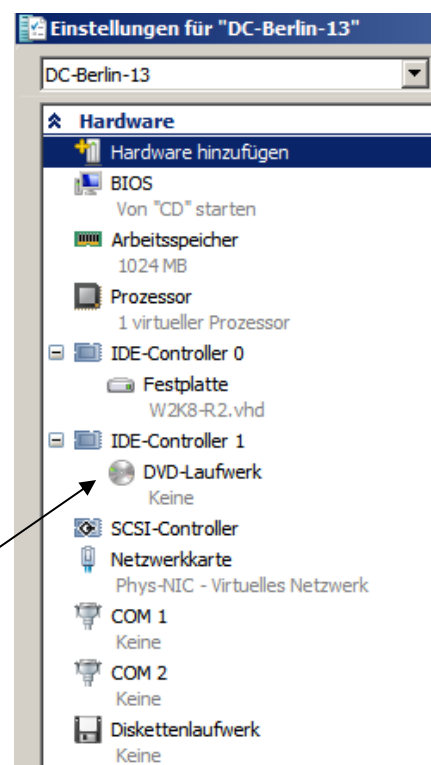 Einstellungen für "DC-Berlin-13"
DC-Berlin-13
Hardware
Hardware hinzufügen
BIOS
Von "CD" starten
Arbeitsspeicher
1024 MB
Prozessor
1 virtueller Prozessor
IDE-Controller 0
Festplatte
W2K8-R2.vhd
IDE-Controller 1
DVD-Laufwerk
Keine
SCSI-Controller
Netzwerkkarte
Phys-NIC - Virtuelles Netzwerk
COM 1
Keine
COM 2
Keine
Diskettenlaufwerk
Keine